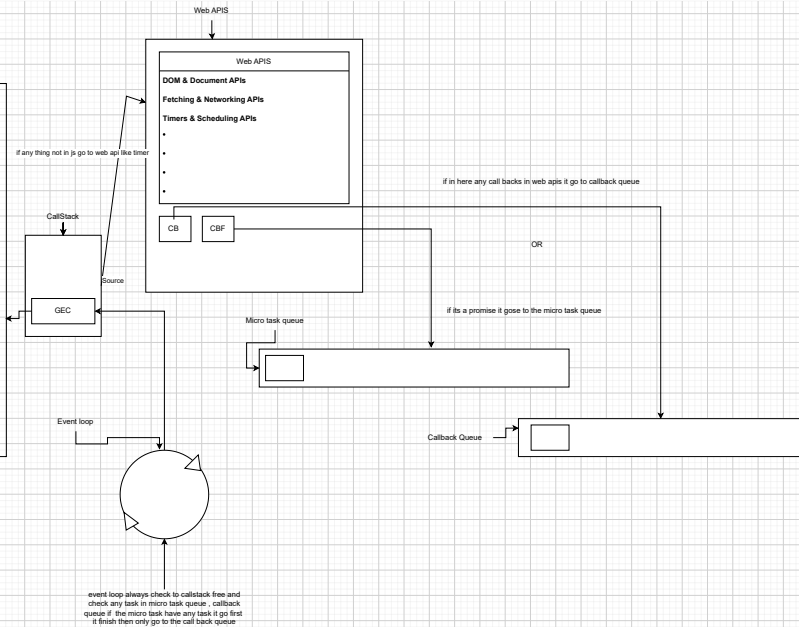 Web APIS
Web APIS
DOM & Document APIs
Fetching & Networking APIs
Timers & Scheduling APIs
if any thing not in js go to web api like timer
if in here any call backs in web apis it go to callback queue
CallStack
CB
CBF
OR
Source
GEC
if its a promise it gose to the micro task queue
Micro task queue
Event loop
Callback Queue
event loop always check to callstack free and
check any task in micro task queue , callback
queue if the micro task have any task it go first
it finish then only go to the call back queue